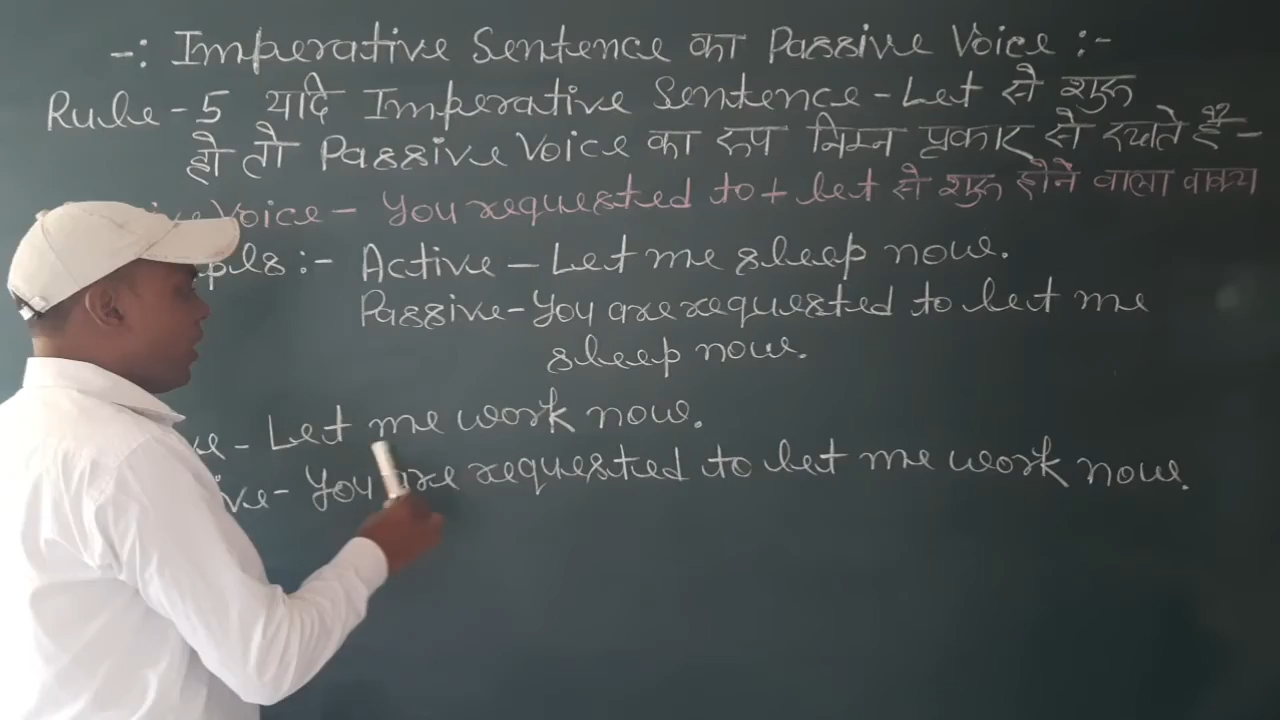 -: Imperative Sentence का Passive Voice :-
Rule - 5 यदि Imperative Sentence - Let से शुरू
हो तो Passive Voice का रूप निम्न प्रकार से रखते हैं -
Voice - You requested to + let से शुरू होने वाला वाक्य
:- Active - Let me sleep now.
Passive - You are requested to let me
sleep now.
- Let me work now.
- You are requested to let me work now.